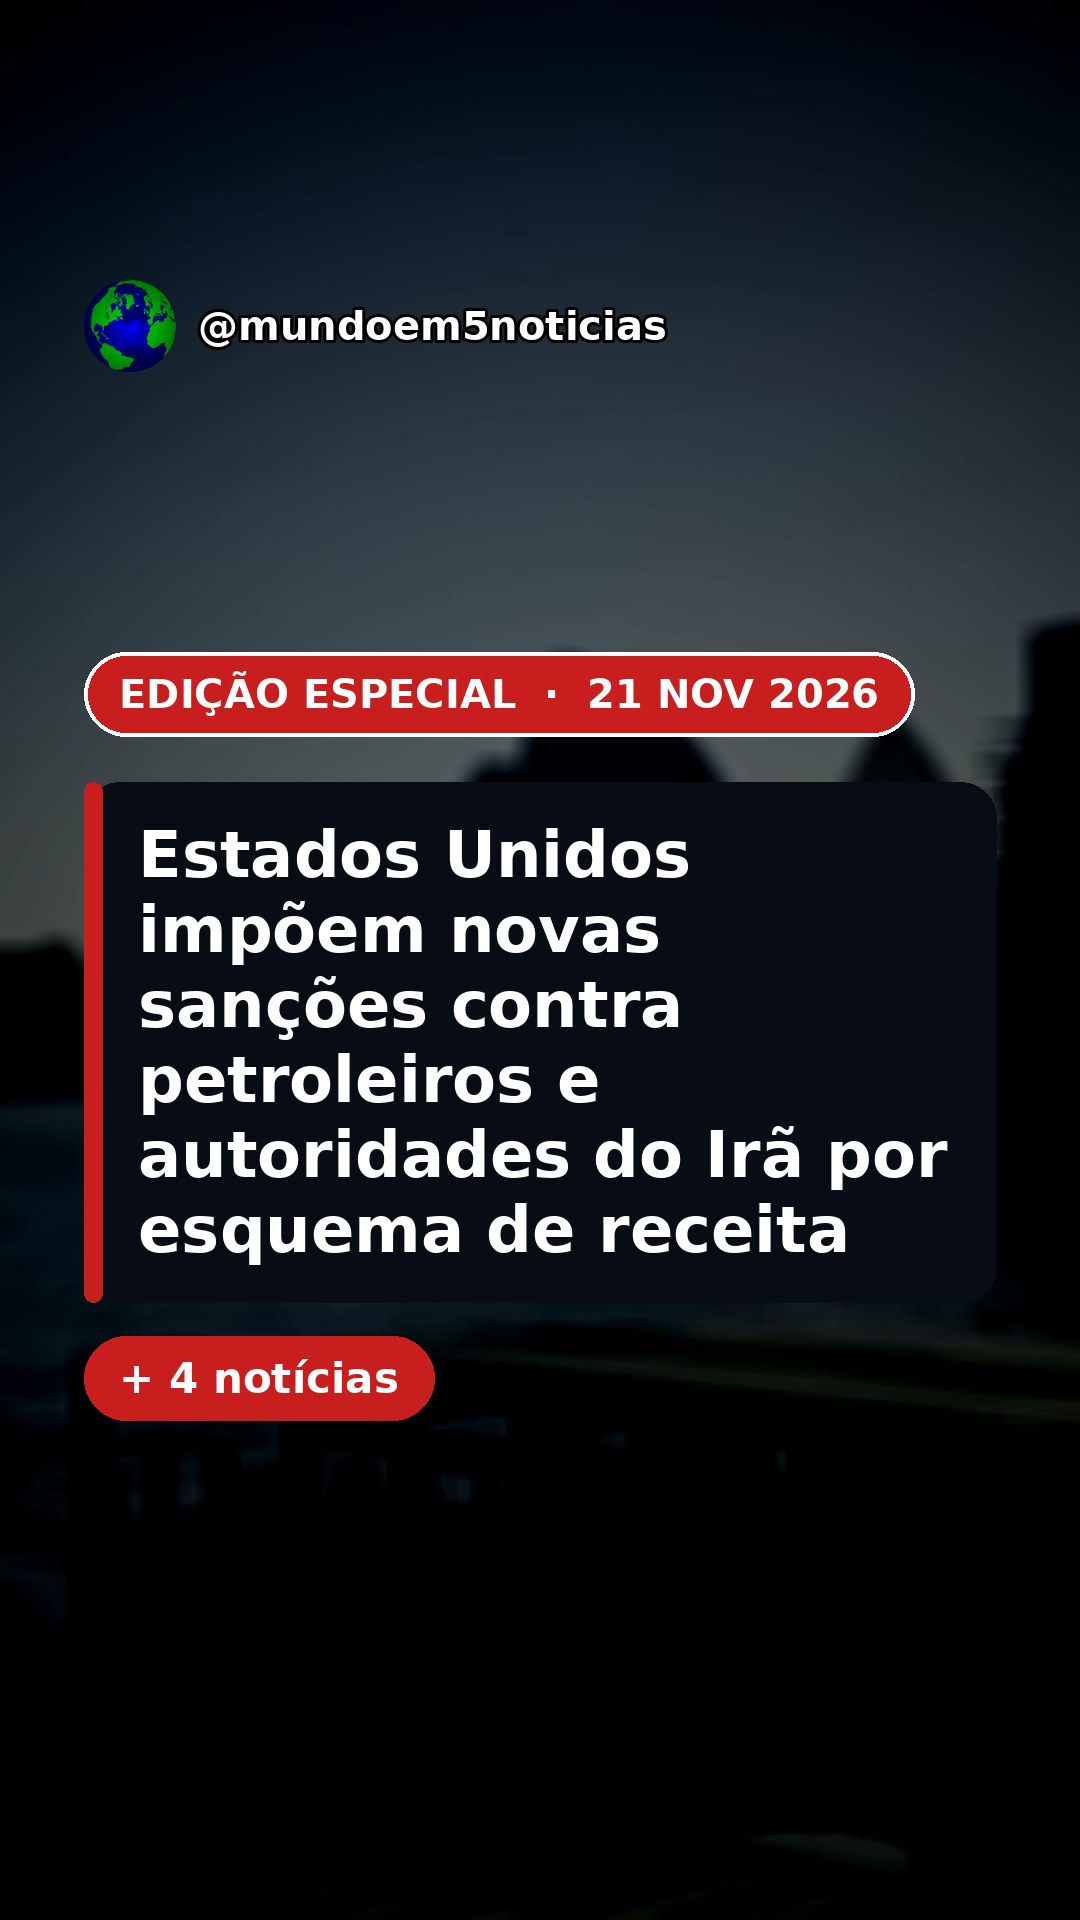 @mundoem5noticias
EDIÇÃO ESPECIAL · 21 NOV 2026
Estados Unidos
impõem novas
sanções contra
petroleiros e
autoridades do Irã por
esquema de receita
+ 4 notícias